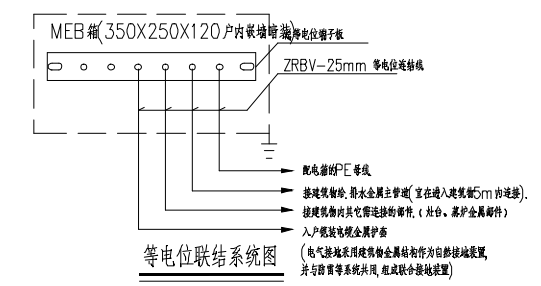 MEB箱(350X250X120户内嵌墙暗装)
等电位端子板
ZRBV-25mm 等电位连结线
配电箱的PE母线
接建筑物给.排水金属主管道(宜在进入建筑物5m内连接).
接建筑物内其它需连接的部件.(灶台、蒸炉金属部件)
入户铠装电缆金属护套
等电位联结系统图
(电气接地采用建筑物金属结构作为自然接地装置,
并与防雷等系统共用,组成联合接地装置)